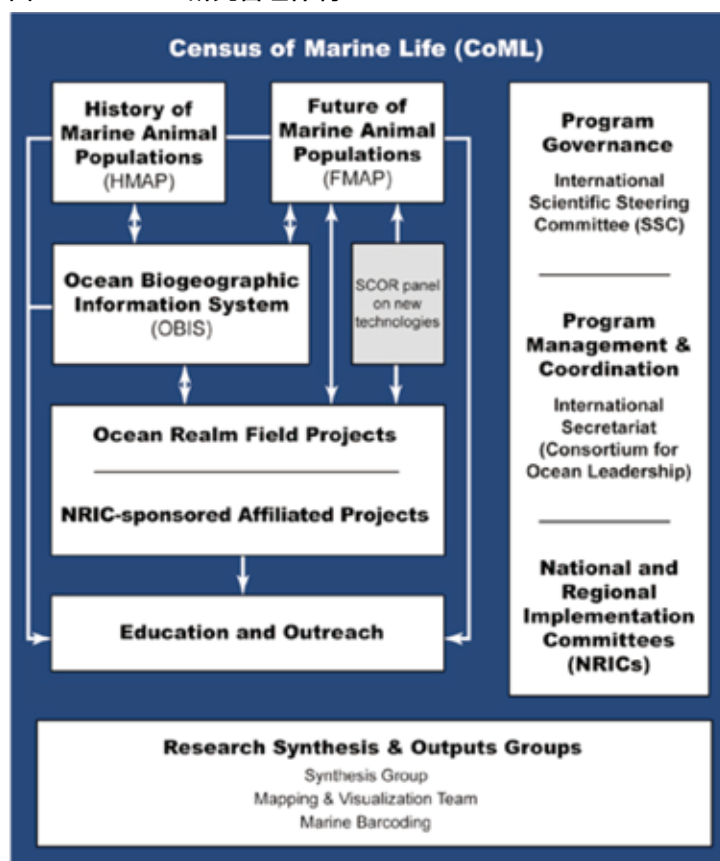 Census of Marine Life (CoML)
History of
Marine Animal
Populations
(HMAP)
Future of
Marine Animal
Populations
(FMAP)
Ocean Biogeographic
Information System
(OBIS)
SCOR panel
on new
technologies
Ocean Realm Field Projects
NRIC-sponsored Affiliated Projects
Education and Outreach
Program
Governance
International
Scientific Steering
Committee (SSC)
Program
Management &
Coordination
International
Secretariat
(Consortium for
Ocean Leadership)
National and
Regional
Implementation
Committees
(NRICs)
Research Synthesis & Outputs Groups
Synthesis Group
Mapping & Visualization Team
Marine Barcoding